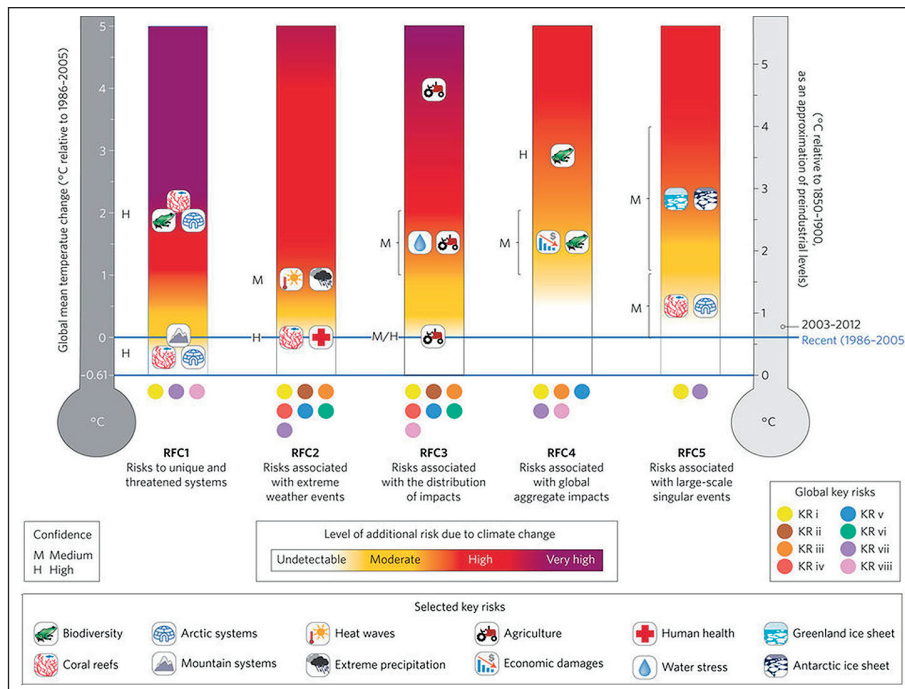 Global mean temperatue change (°C relative to 1986–2005)
5
4
3
2
1
0
–0.61
°C
H
H
M
H
M
M/H
H
M
M
M
5
4
3
2
1
0
°C
(°C relative to 1850–1900,
as an approximation of preindustrial levels)
2003–2012
Recent (1986–2005)
RFC1
Risks to unique and
threatened systems
RFC2
Risks associated
with extreme
weather events
RFC3
Risks associated
with the distribution
of impacts
RFC4
Risks associated
with global
aggregate impacts
RFC5
Risks associated
with large-scale
singular events
Global key risks
KR i
KR ii
KR iii
KR iv
KR v
KR vi
KR vii
KR viii
Confidence
M Medium
H High
Level of additional risk due to climate change
Undetectable Moderate High Very high
Selected key risks
Biodiversity
Arctic systems
Heat waves
Agriculture
Human health
Greenland ice sheet
Coral reefs
Mountain systems
Extreme precipitation
Economic damages
Water stress
Antarctic ice sheet